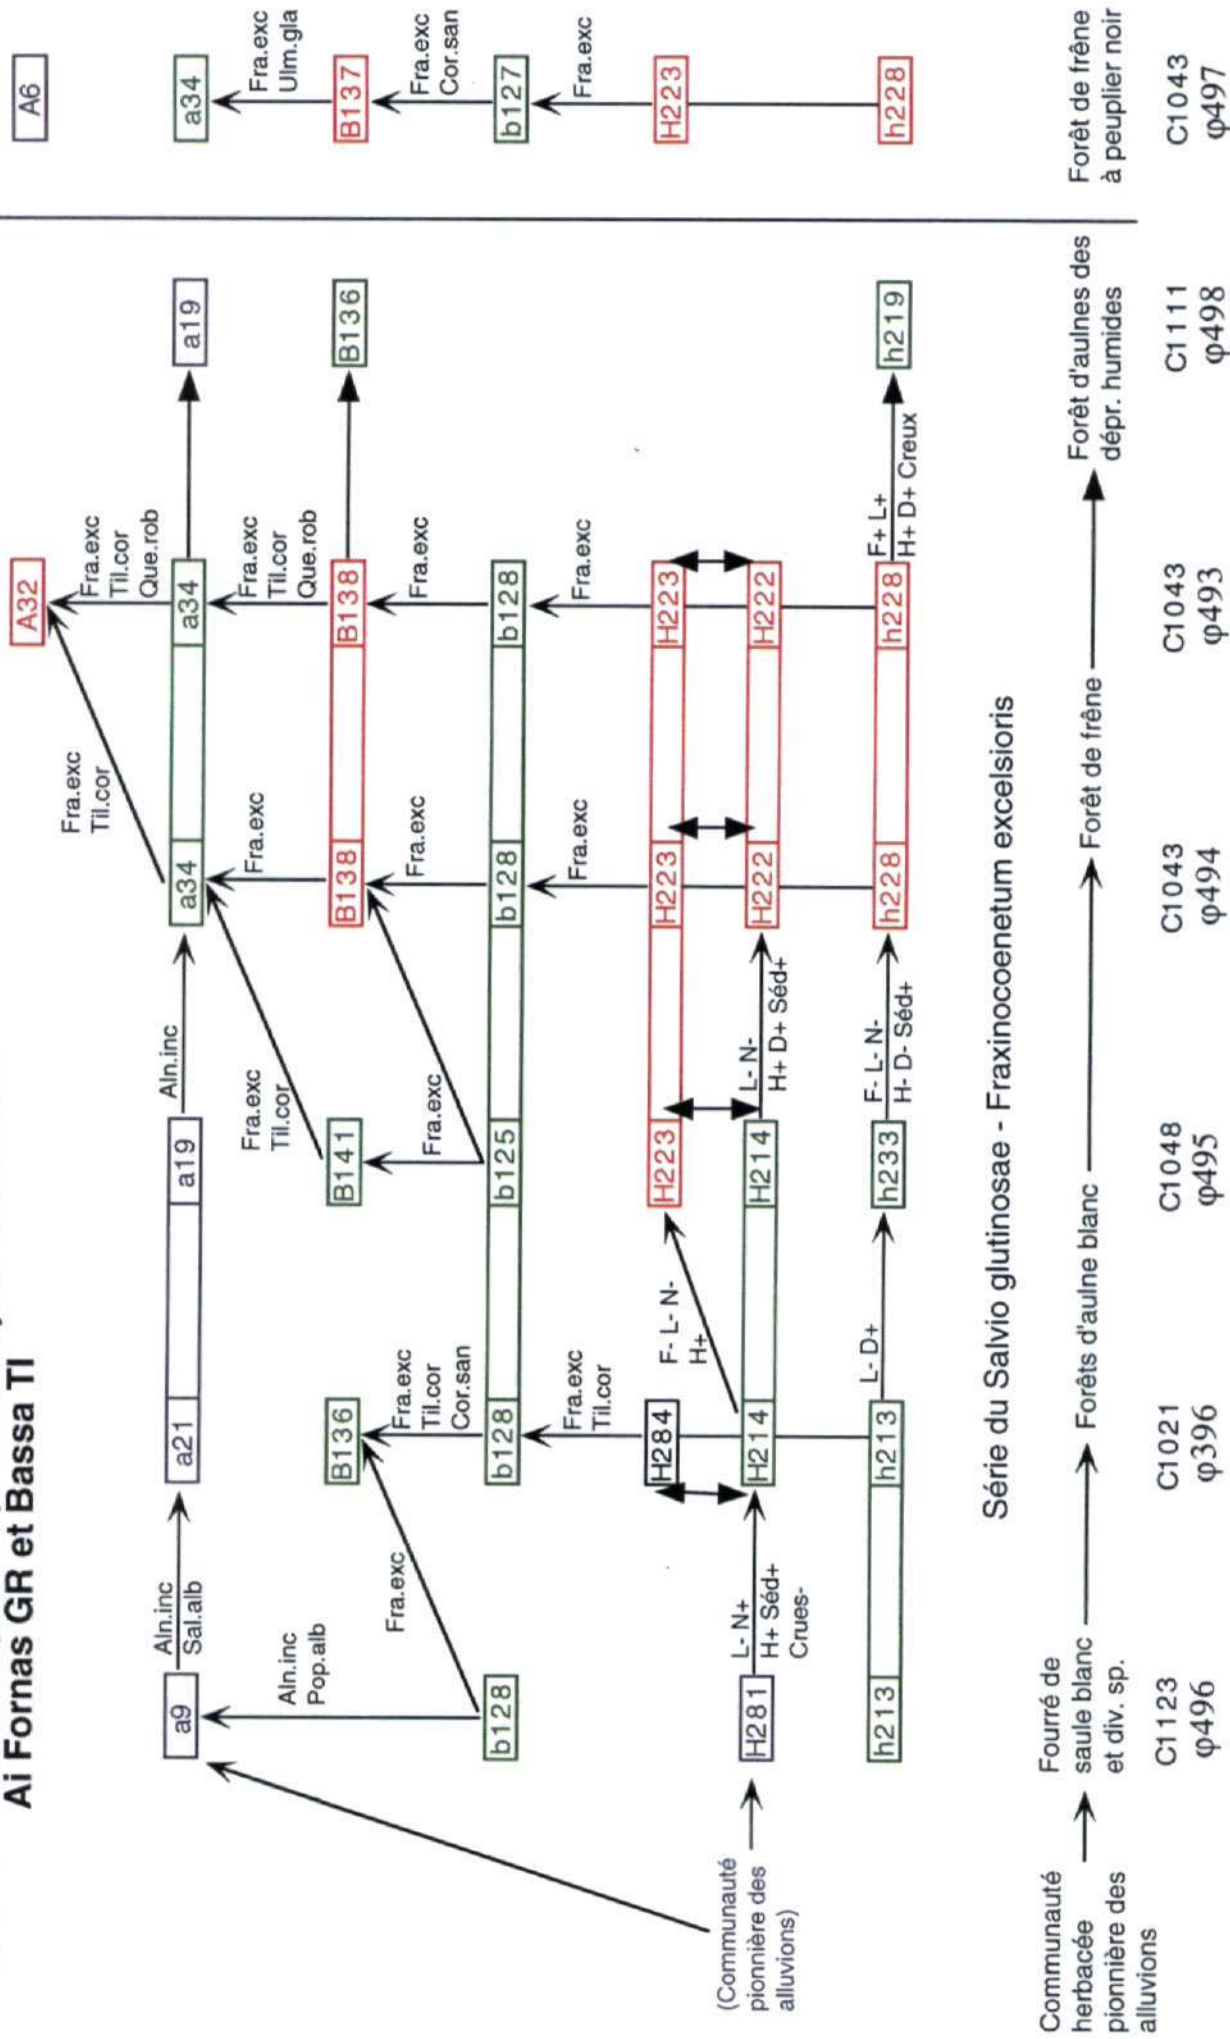 Ai Fornas GR et Bassa TI
A32
A6
Fra.exc
Til.cor
Fra.exc
Til.cor
Que.rob
a9
Aln.inc
Sal.alb
a21
a19
Aln.inc
a34
a34
a19
a34
Aln.inc
Pop.alb
Fra.exc
Til.cor
Fra.exc
Fra.exc
Til.cor
Que.rob
Fra.exc
Ulm.gla
B136
B141
B138
B138
B136
B137
Fra.exc
Fra.exc
Til.cor
Cor.san
Fra.exc
Fra.exc
Fra.exc
Fra.exc
Cor.san
b128
b128
b125
b128
b128
b127
Fra.exc
Til.cor
Fra.exc
Fra.exc
Fra.exc
H284
F- L- N-
H+
H223
H223
H223
H223
(Communauté
pionnière des
alluvions)
H281
L- N+
H+ Séd+
Crues-
H214
H214
L- N-
H+ D+ Séd+
H222
H222
h213
h213
L- D+
h233
F- L- N-
H- D- Séd+
h228
h228
F+ L+
H+ D+ Creux
h219
h228
Série du Salvio glutinosae - Fraxinocoenetum excelsioris
Communauté
herbacée
pionnière des
alluvions
Fourré de
saule blanc
et div. sp.
Forêts d'aulne blanc
Forêt de frêne
Forêt d'aulnes des
dépr. humides
Forêt de frêne
à peuplier noir
C1123
φ496
C1021
φ396
C1048
φ495
C1043
φ494
C1043
φ493
C1111
φ498
C1043
φ497